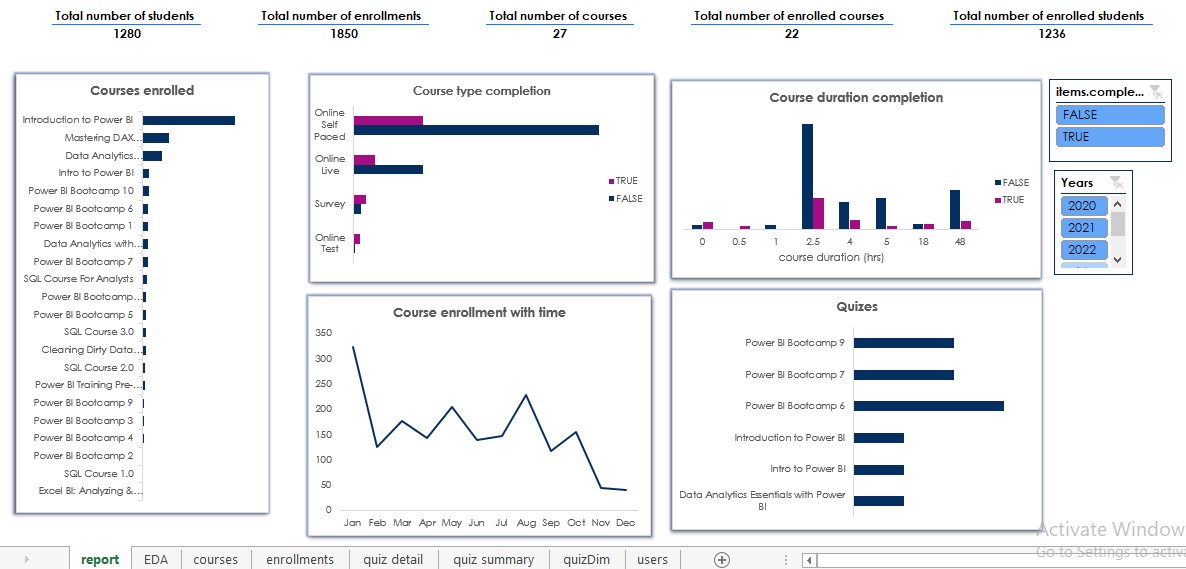 Total number of students
Total number of enrollments
Total number of courses
Total number of enrolled courses
Total number of enrolled students
1280
1850
27
22
1236
Courses enrolled
Introduction to Power BI
Mastering DAX...
Data Analytics...
Intro to Power BI
Power BI Bootcamp 10
Power BI Bootcamp 6
Power BI Bootcamp 1
Data Analytics with...
Power BI Bootcamp 7
SQL Course For Analysts
Power BI Bootcamp...
Power BI Bootcamp 5
SQL Course 3.0
Cleaning Dirty Data...
SQL Course 2.0
Power BI Training Pre-...
Power BI Bootcamp 9
Power BI Bootcamp 3
Power BI Bootcamp 4
Power BI Bootcamp 2
SQL Course 1.0
Excel BI: Analyzing &...
Course type completion
Online
Self
Paced
Online
Live
Survey
Online
Test
TRUE
FALSE
Course duration completion
FALSE
TRUE
0 0.5 1 2.5 4 5 18 48
course duration (hrs)
items.comple...
FALSE
TRUE
Years
2020
2021
2022
Course enrollment with time
350
300
250
200
150
100
50
0
Jan Feb Mar Apr May Jun Jul Aug Sep Oct Nov Dec
Quizes
Power BI Bootcamp 9
Power BI Bootcamp 7
Power BI Bootcamp 6
Introduction to Power BI
Intro to Power BI
Data Analytics Essentials with Power
BI
Activate Window
Go to Settings to activ
report EDA courses enrollments quiz detail quiz summary quizDim users